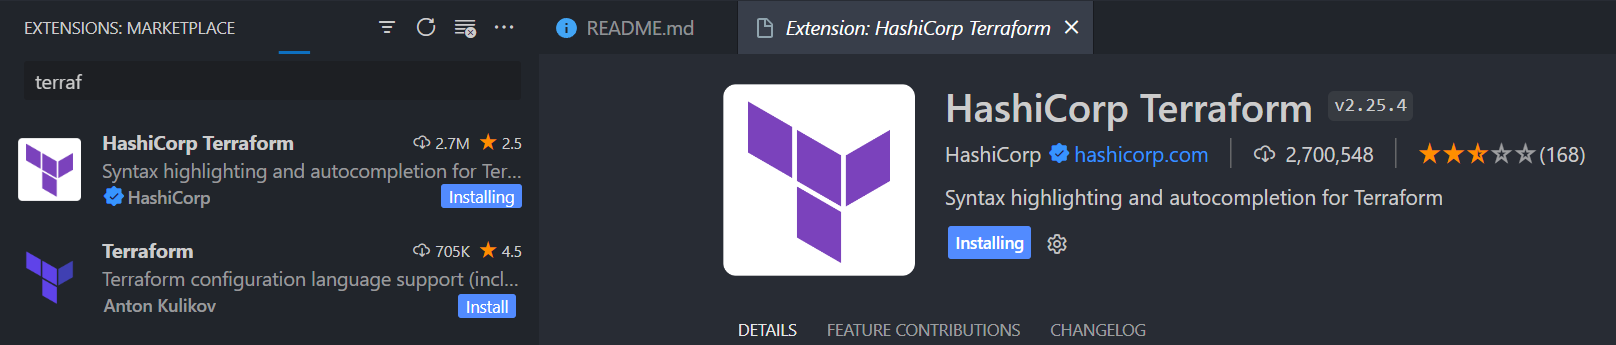 EXTENSIONS: MARKETPLACE
terraf
HashiCorp Terraform 2.7M 2.5
Syntax highlighting and autocompletion for Ter...
HashiCorp Installing
Terraform 705K 4.5
Terraform configuration language support (incl...
Anton Kulikov Install
README.md Extension: HashiCorp Terraform
HashiCorp Terraform v2.25.4
HashiCorp hashicorp.com 2,700,548 (168)
Syntax highlighting and autocompletion for Terraform
Installing
DETAILS FEATURE CONTRIBUTIONS CHANGELOG